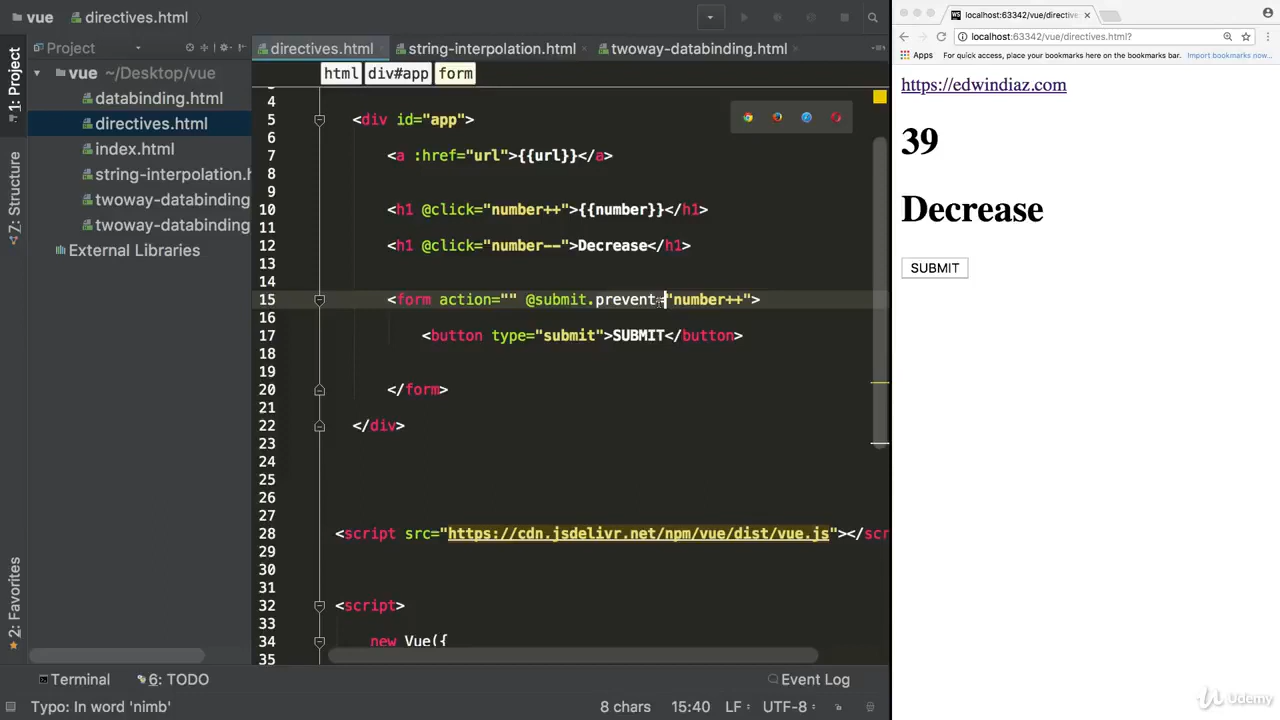 vue directives.html
Project
directives.html string-interpolation.html twoway-databinding.html
html div#app form
vue ~/Desktop/vue
databinding.html
directives.html
index.html
string-interpolation.h
twoway-databinding
twoway-databinding
External Libraries
1: Project
Structure
2: Favorites
4
5 <div id="app">
6
7 <a :href="url">{{url}}</a>
8
9
10 <h1 @click="number++">{{number}}</h1>
11
12 <h1 @click="number--">Decrease</h1>
13
14
15 <form action="" @submit.prevent="number++">
16
17 <button type="submit">SUBMIT</button>
18
19
20 </form>
21
22 </div>
23
24
25
26
27
28 <script src="https://cdn.jsdelivr.net/npm/vue/dist/vue.js"></scr
29
30
31
32 <script>
33
34 new Vue({
35
Terminal 6: TODO Event Log
Typo: In word 'nimb' 8 chars 15:40 LF UTF-8
WS localhost:63342/vue/directive
localhost:63342/vue/directives.html?
Apps For quick access, place your bookmarks here on the bookmarks bar. Import bookmarks now...
https://edwindiaz.com
39
Decrease
SUBMIT
Udemy